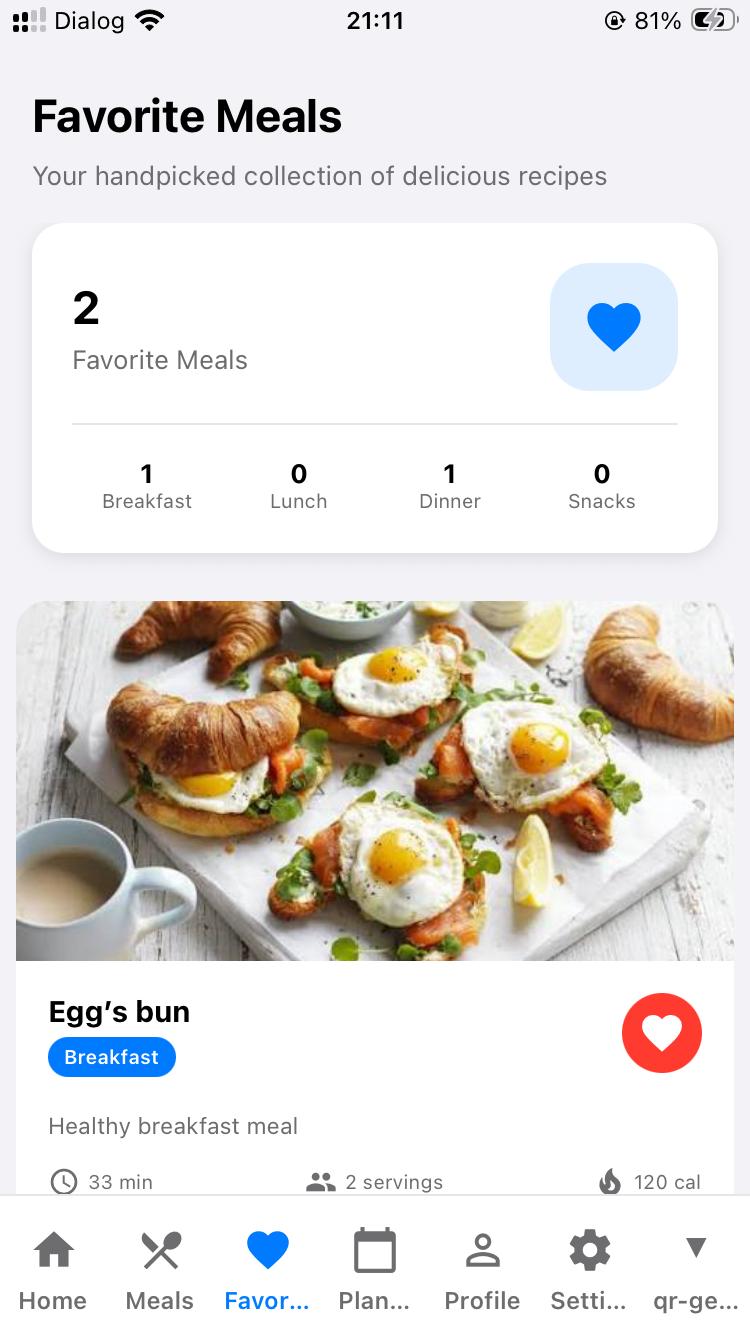 Dialog 21:11 81%
Favorite Meals
Your handpicked collection of delicious recipes
2
Favorite Meals
1 0 1 0
Breakfast Lunch Dinner Snacks
Egg’s bun
Breakfast
Healthy breakfast meal
33 min 2 servings 120 cal
Home Meals Favor... Plan... Profile Setti... qr-ge...